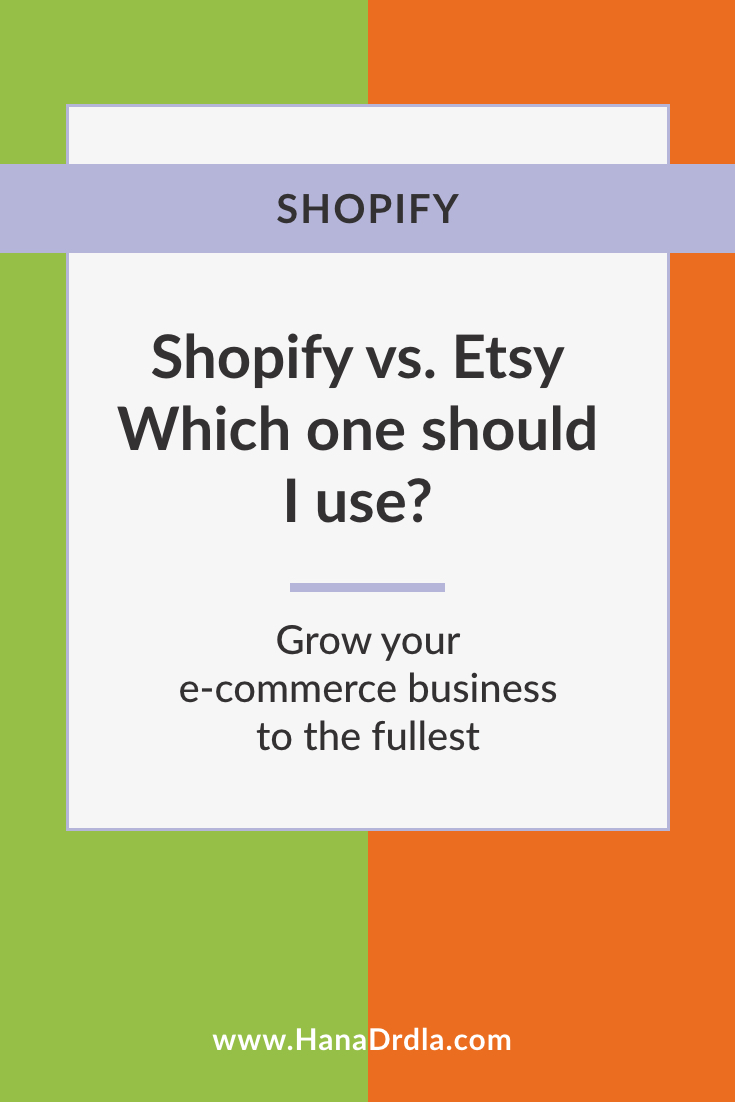 SHOPIFY
Shopify vs. Etsy
Which one should
I use?
Grow your
e-commerce business
to the fullest
www.HanaDrdla.com